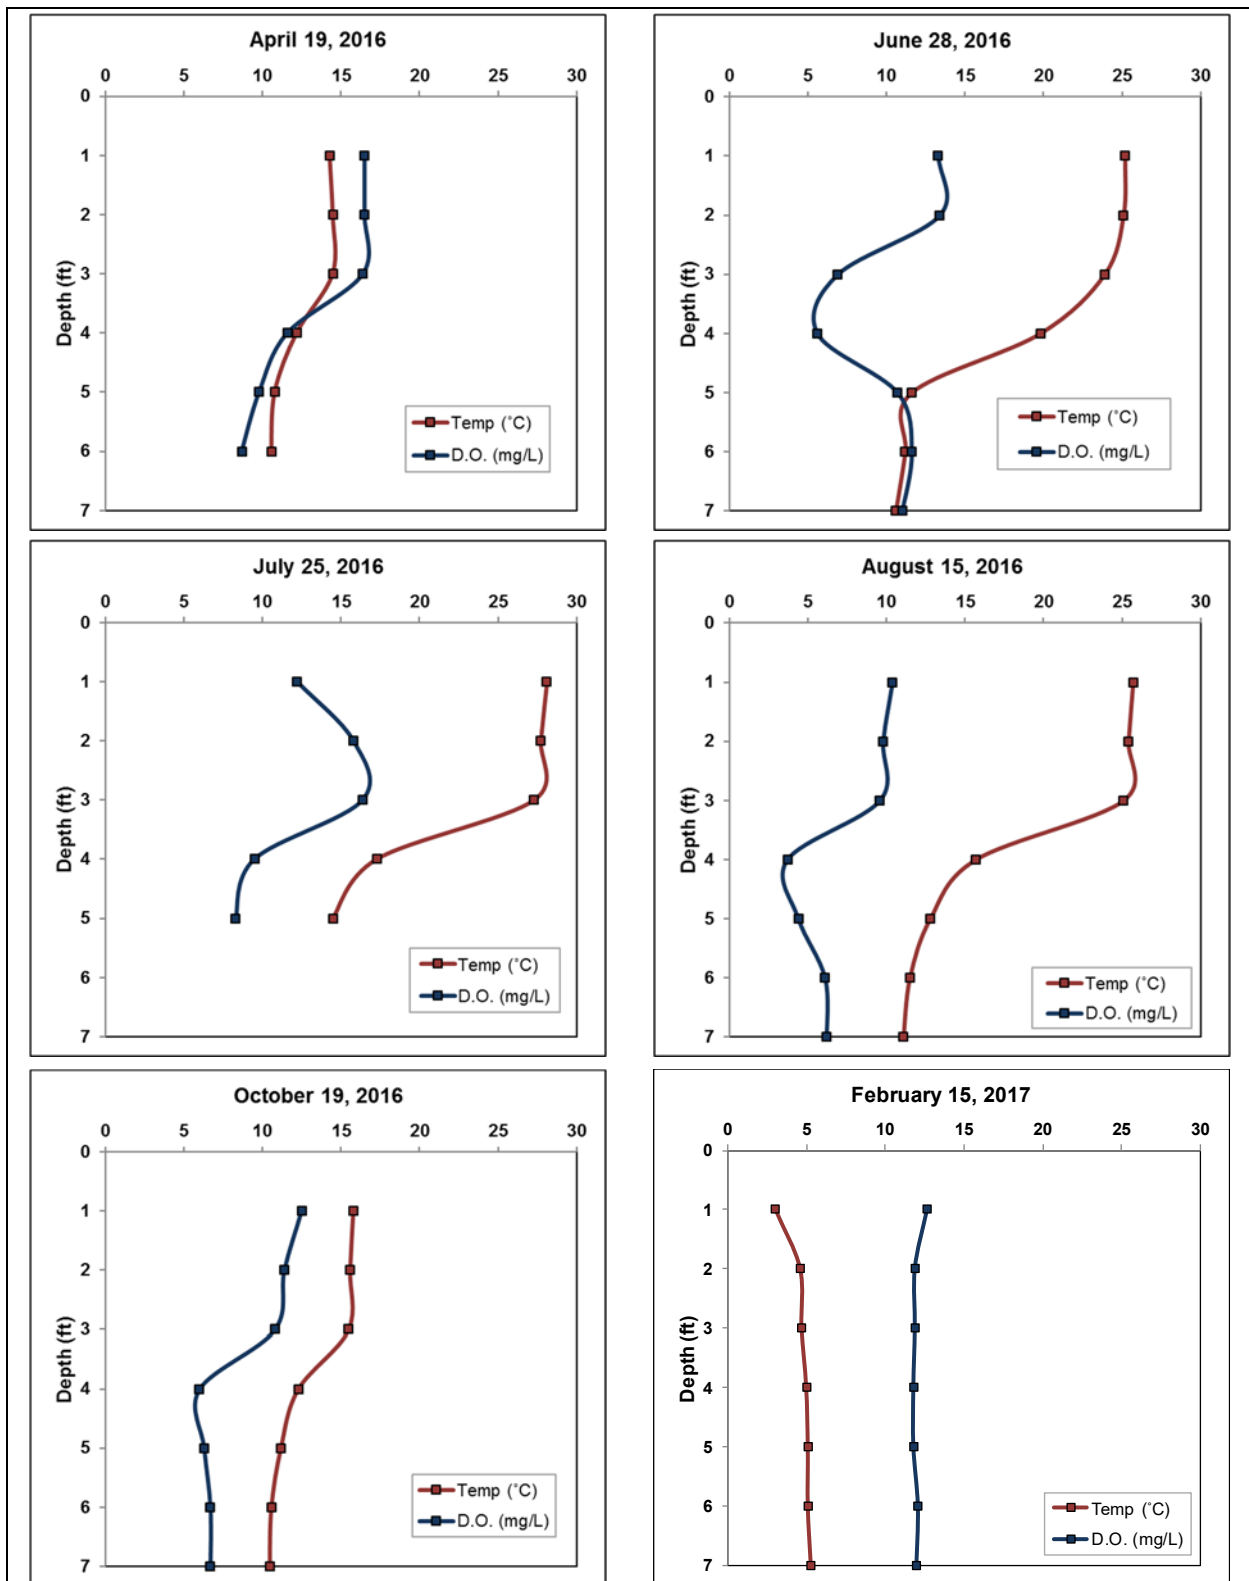 April 19, 2016
0 5 10 15 20 25 30
0
1
2
3
4
5
6
7
Depth (ft)
Temp (˚C)
D.O. (mg/L)
June 28, 2016
0 5 10 15 20 25 30
0
1
2
3
4
5
6
7
Depth (ft)
Temp (˚C)
D.O. (mg/L)
July 25, 2016
0 5 10 15 20 25 30
0
1
2
3
4
5
6
7
Depth (ft)
Temp (˚C)
D.O. (mg/L)
August 15, 2016
0 5 10 15 20 25 30
0
1
2
3
4
5
6
7
Depth (ft)
Temp (˚C)
D.O. (mg/L)
October 19, 2016
0 5 10 15 20 25 30
0
1
2
3
4
5
6
7
Depth (ft)
Temp (˚C)
D.O. (mg/L)
February 15, 2017
0 5 10 15 20 25 30
0
1
2
3
4
5
6
7
Depth (ft)
Temp (˚C)
D.O. (mg/L)